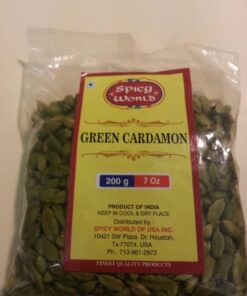 SPICY
WORLD
GREEN CARDAMON
200 g 7 Oz
PRODUCT OF INDIA
KEEP IN COOL & DRY PLACE
Distributed by
SPICY WORLD OF USA INC.
10421 SW Plaza Dr. Houston,
Tx-77074, USA
Ph : 713-661-2972
FINEST QUALITY PRODUCTS